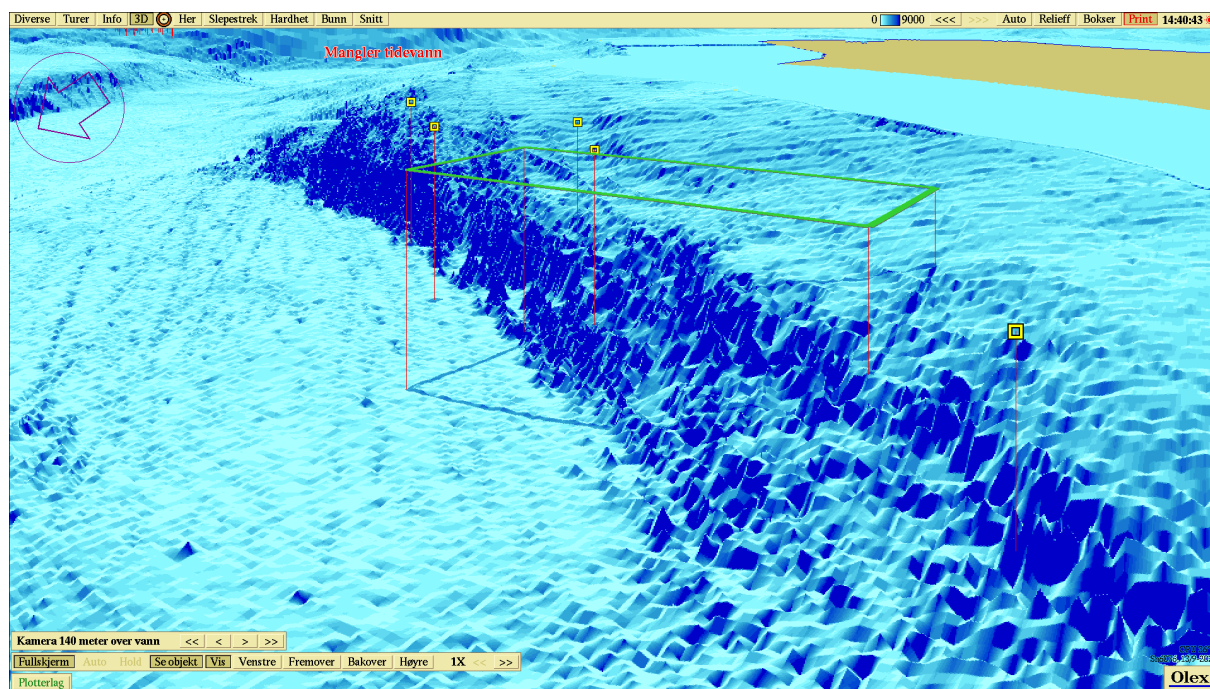 Diverse Turer Info 3D Her Slepestrek Hardhet Bunn Snitt 0 9000 <<< >>> Auto Relieff Bokser Print 14:40:43
Mangler tidevann
Kamera 140 meter over vann << < > >>
Fullskjerm Auto Hold Se objekt Vis Venstre Fremover Bakover Høyre 1X << >>
Plotterlag
Olex